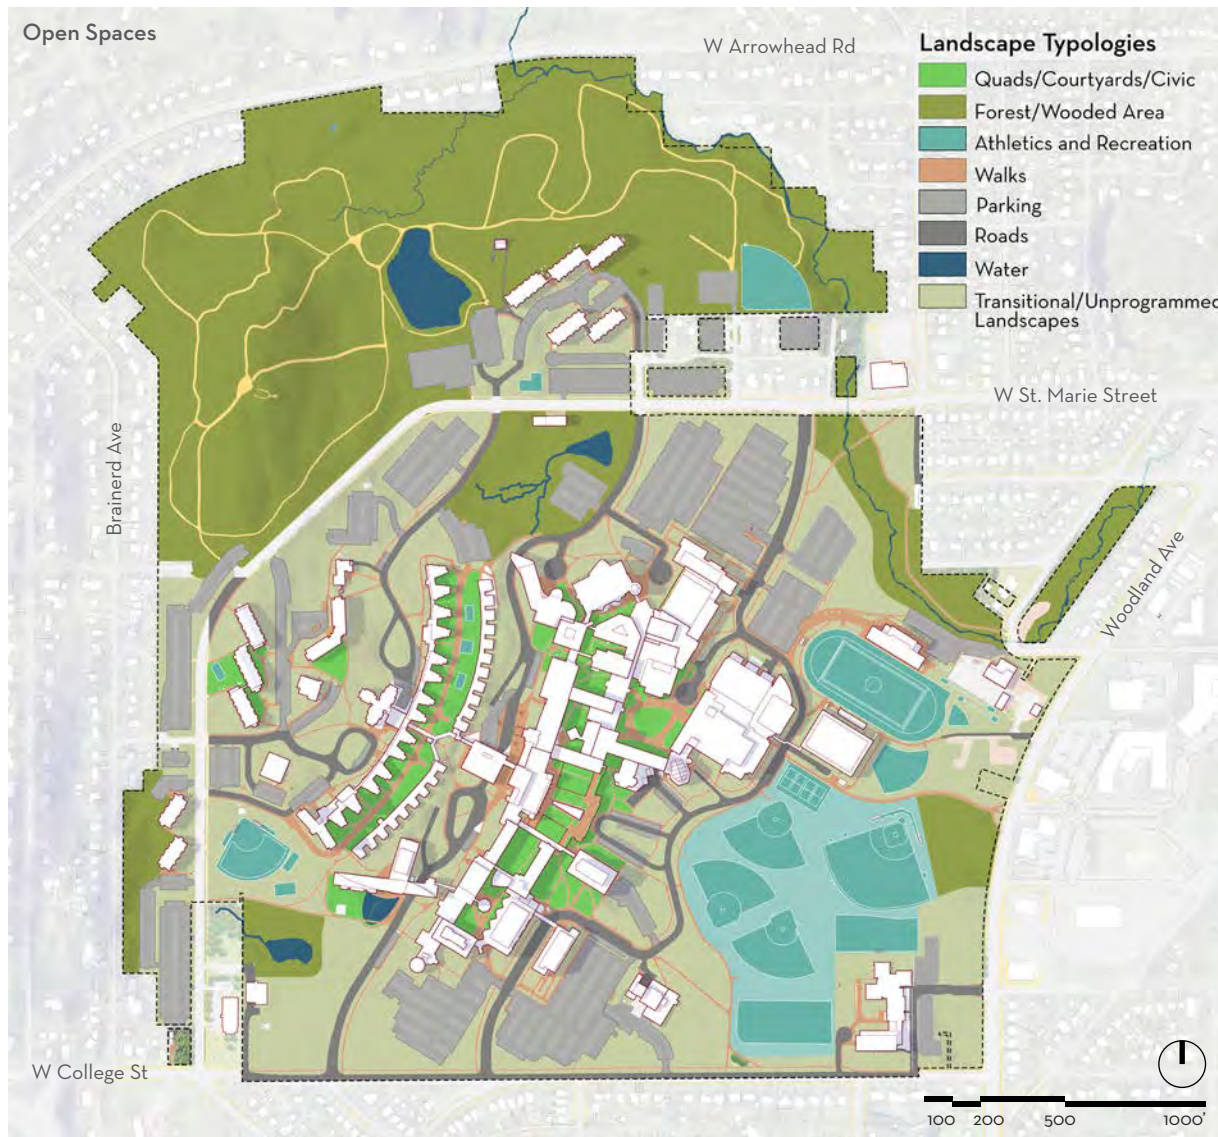 Open Spaces
W Arrowhead Rd
Landscape Typologies
Quads/Courtyards/Civic
Forest/Wooded Area
Athletics and Recreation
Walks
Parking
Roads
Water
Transitional/Unprogrammed
Landscapes
W St. Marie Street
Brainerd Ave
Woodland Ave
W College St
100 200 500 1000'